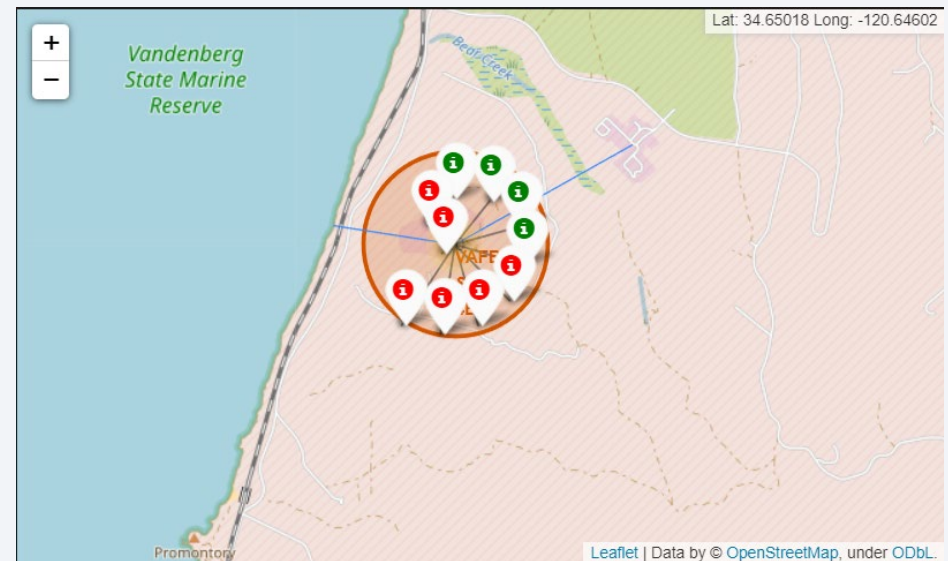 Lat: 34.65018 Long: -120.64602
+
−
Vandenberg
State Marine
Reserve
Bear Creek
Promontory
Leaflet | Data by © OpenStreetMap, under ODbL.